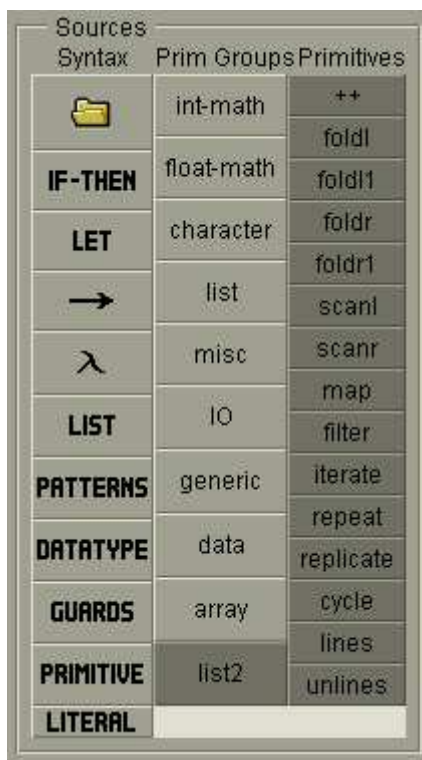 Sources
Syntax
Prim Groups
Primitives
IF-THEN
LET
→
λ
LIST
PATTERNS
DATATYPE
GUARDS
PRIMITIVE
LITERAL
int-math
float-math
character
list
misc
IO
generic
data
array
list2
++
foldl
foldl1
foldr
foldr1
scanl
scanr
map
filter
iterate
repeat
replicate
cycle
lines
unlines